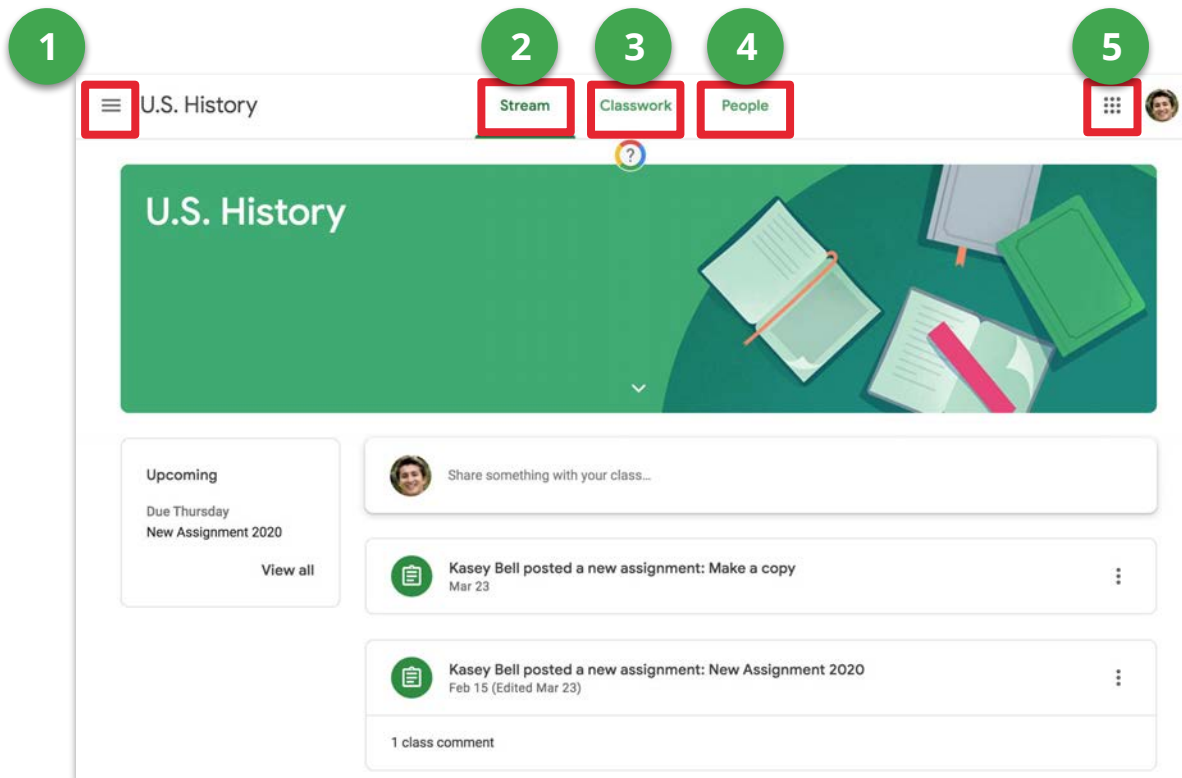 1
2
3
4
5
U.S. History
Stream
Classwork
People
?
U.S. History
Upcoming
Due Thursday
New Assignment 2020
View all
Share something with your class...
Kasey Bell posted a new assignment: Make a copy
Mar 23
Kasey Bell posted a new assignment: New Assignment 2020
Feb 15 (Edited Mar 23)
1 class comment